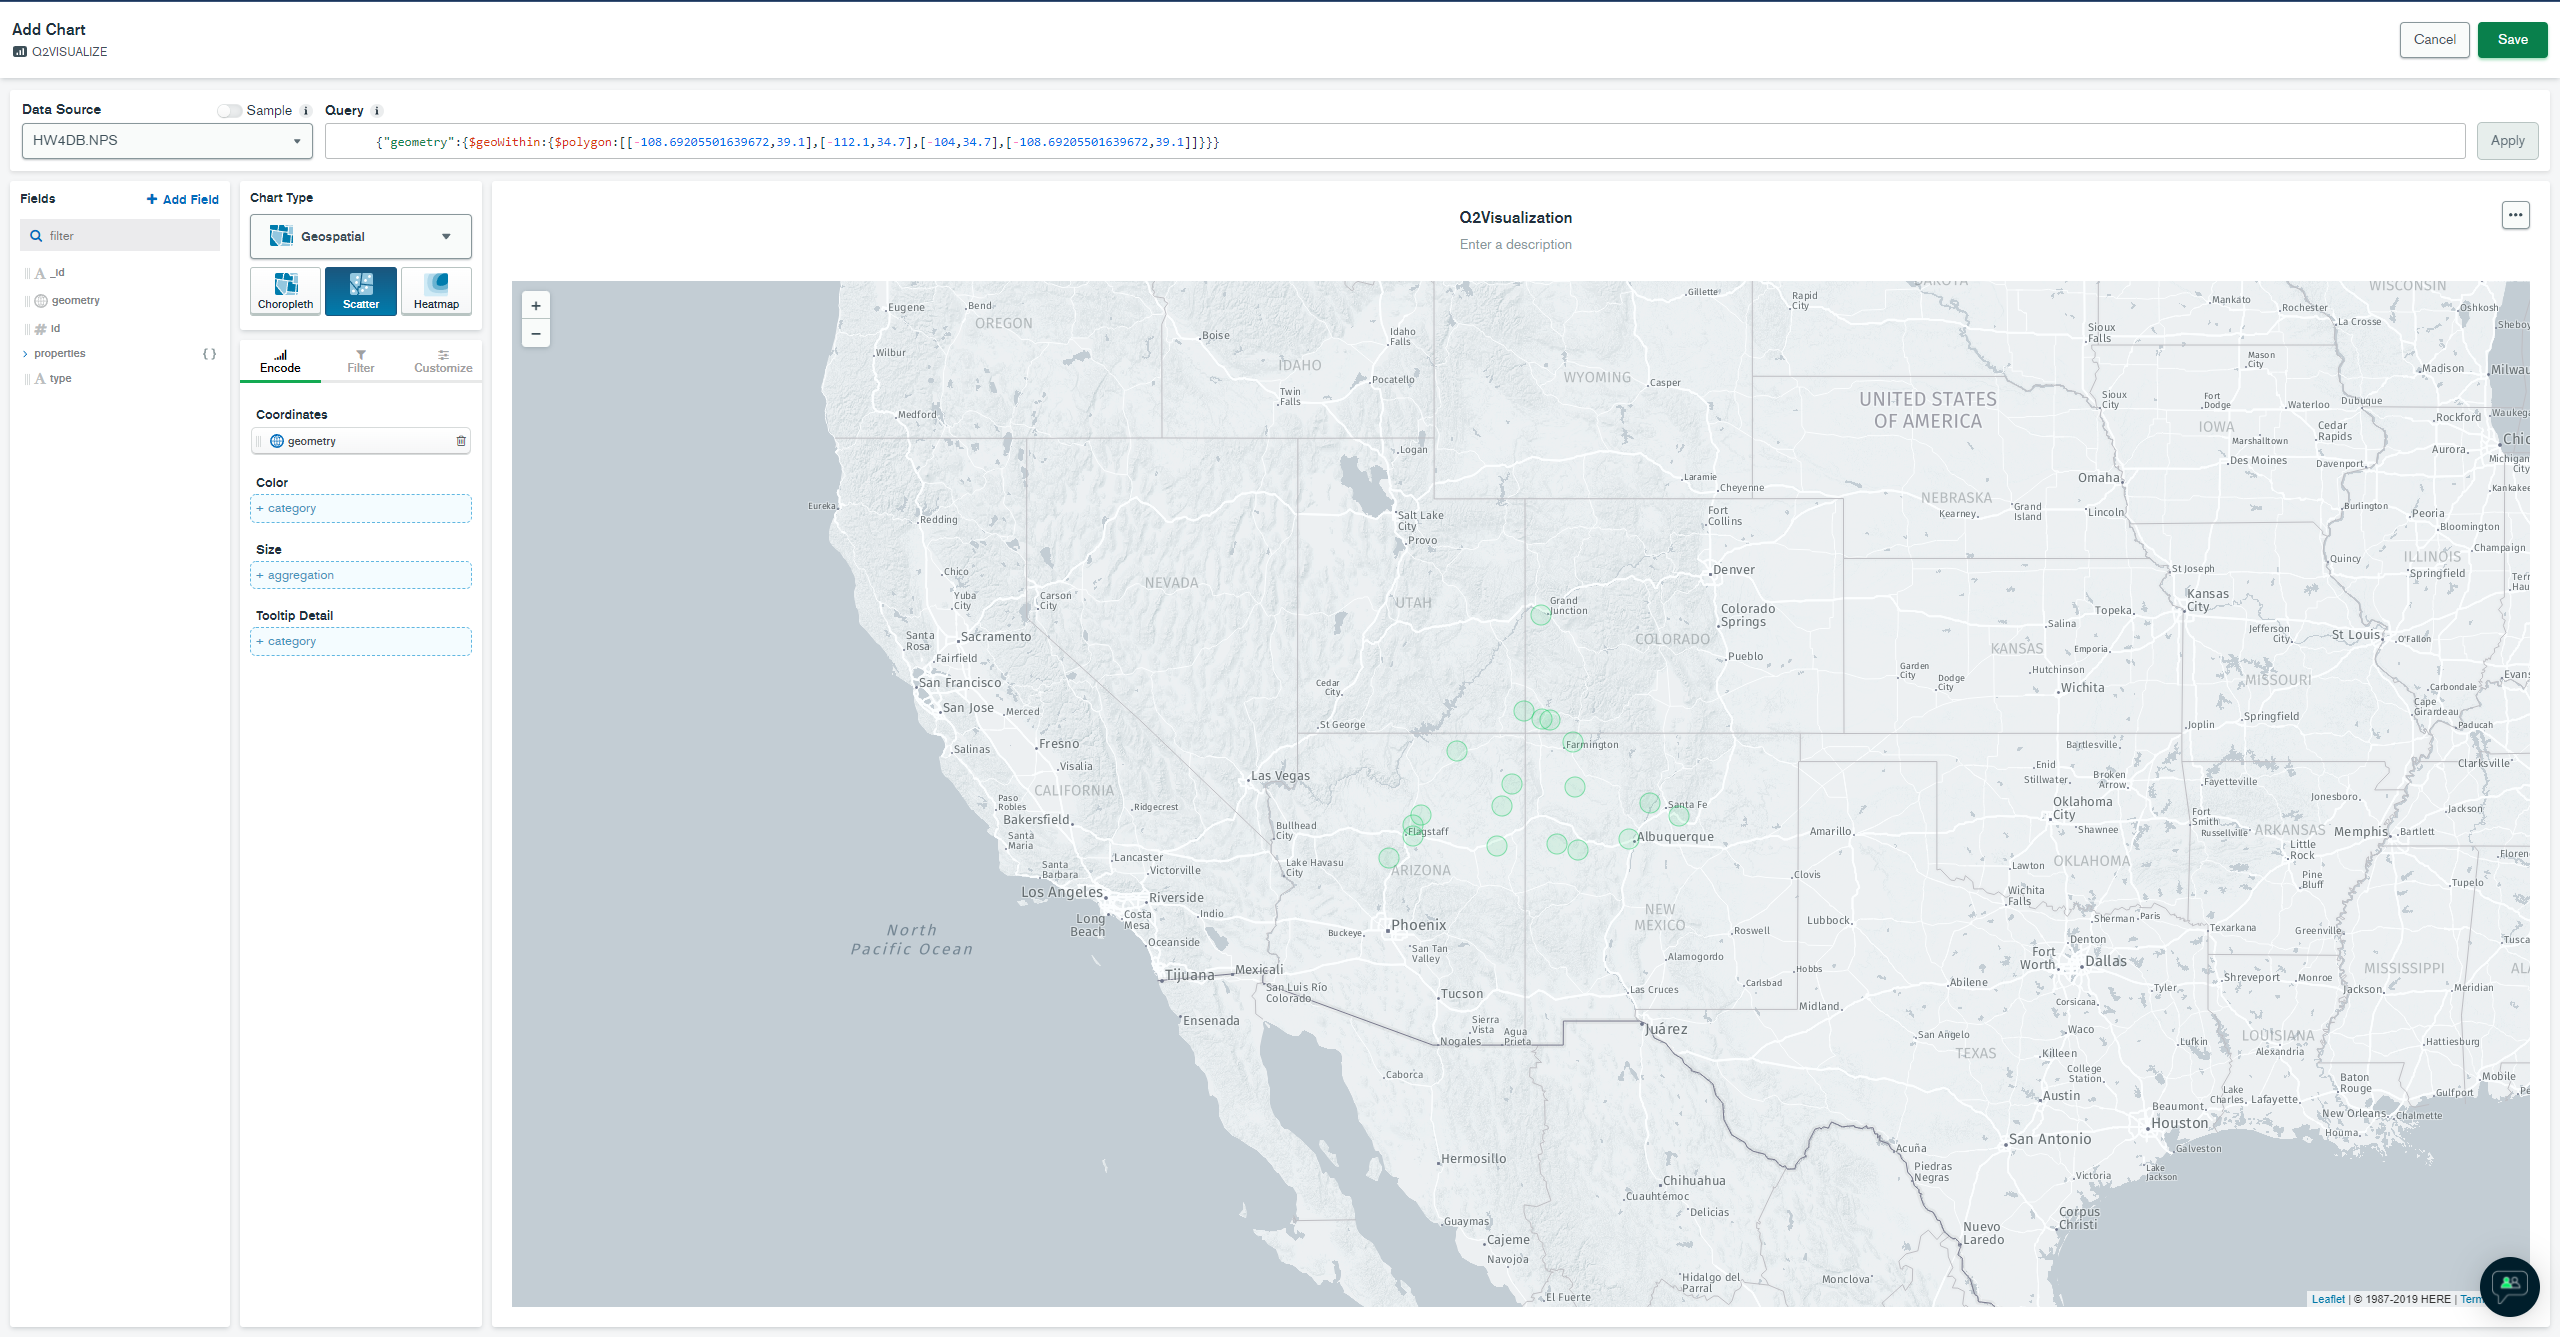 Add Chart
Q2VISUALIZE
Cancel
Save
Data Source
Sample
Query
HW4DB.NPS
{"geometry":{$geoWithin:{$polygon:[[-108.69205501639672,39.1],[-112.1,34.7],[-104,34.7],[-108.69205501639672,39.1]]}}}
Apply
Fields
+ Add Field
filter
_id
geometry
id
properties
{ }
type
Chart Type
Geospatial
Choropleth
Scatter
Heatmap
Encode
Filter
Customize
Coordinates
geometry
Color
+ category
Size
+ aggregation
Tooltip Detail
+ category
Q2Visualization
Enter a description
+
−
Eugene
Bend
OREGON
Wilbur
Medford
Boise
Idaho
Falls
IDAHO
Pocatello
Twin
Falls
Gillette
WYOMING
Casper
Rapid
City
WISCONSIN
Mankato
Rochester
Oshkosh
La Crosse
Sioux
Falls
Mason
City
Madison
UNITED STATES
OF AMERICA
Sioux
City
Fort
Dodge
Waterloo
Dubuque
Rockford
IOWA
Cedar
Rapids
Marshalltown
Des Moines
Davenport
Aurora
Michigan
City
Logan
Laramie
Cheyenne
Omaha
NEBRASKA
Kearney
Grand
Island
Lincoln
Burlington
Peoria
Bloomington
Eureka
Redding
Salt Lake
City
Provo
Fort
Collins
Quincy
ILLINOIS
Champaign
Springfield
Chico
NEVADA
Denver
St Joseph
Yuba
City
Carson
City
UTAH
Grand
Junction
Colorado
Springs
Topeka
Kansas
City
Santa
Rosa
Sacramento
COLORADO
Salina
Jefferson
City
St Louis
O'Fallon
Fairfield
Pueblo
KANSAS
Emporia
Garden
City
Dodge
City
Hutchinson
Wichita
MISSOURI
San Francisco
Cedar
City
Carbondale
San Jose
Merced
St George
Springfield
Cape
Girardeau
Joplin
Paducah
Salinas
Fresno
Farmington
Bartlesville
Visalia
Las Vegas
Enid
Stillwater
Broken
Arrow
Fayetteville
Clarksville
CALIFORNIA
Paso
Robles
Ridgecrest
Bakersfield
Santa
Maria
Bullhead
City
Flagstaff
Santa Fe
Albuquerque
Amarillo
Oklahoma
City
Shawnee
Fort
Smith
Russellville
ARKANSAS
Jonesboro
Memphis
Jackson
Bartlett
Little
Rock
Santa
Barbara
Lancaster
Victorville
Lake Havasu
City
ARIZONA
Clovis
Lawton
OKLAHOMA
Pine
Bluff
Los Angeles
Riverside
Wichita
Falls
Tupelo
Long
Beach
Costa
Mesa
Indio
Buckeye
Phoenix
NEW
MEXICO
Roswell
Lubbock
Sherman
Paris
Texarkana
Greenville
North
Pacific Ocean
Oceanside
San Tan
Valley
Alamogordo
Denton
Fort
Worth
Dallas
Tijuana
Mexicali
Hobbs
Carlsbad
Abilene
Tyler
Shreveport
Monroe
MISSISSIPPI
Jackson
Meridian
San Luis Río
Colorado
Tucson
Las Cruces
Midland
Corsicana
Ensenada
Sierra
Vista
Agua
Prieta
Nogales
Juárez
San Angelo
Waco
Lufkin
LOUISIANA
Alexandria
Hattiesburg
TEXAS
Killeen
College
Station
Caborca
Austin
Lake
Charles
Lafayette
Baton
Rouge
Mobile
Gulfport
Beaumont
New Orleans
Chalmette
Houma
Houston
Galveston
San Antonio
Acuña
Piedras
Negras
Victoria
Lake
Jackson
Hermosillo
Chihuahua
Cuauhtémoc
Delicias
Corpus
Christi
Nuevo
Laredo
Guaymas
Cajeme
Navojoa
Hidalgo del
Parral
Monclova
El Fuerte
Leaflet | © 1987-2019 HERE |